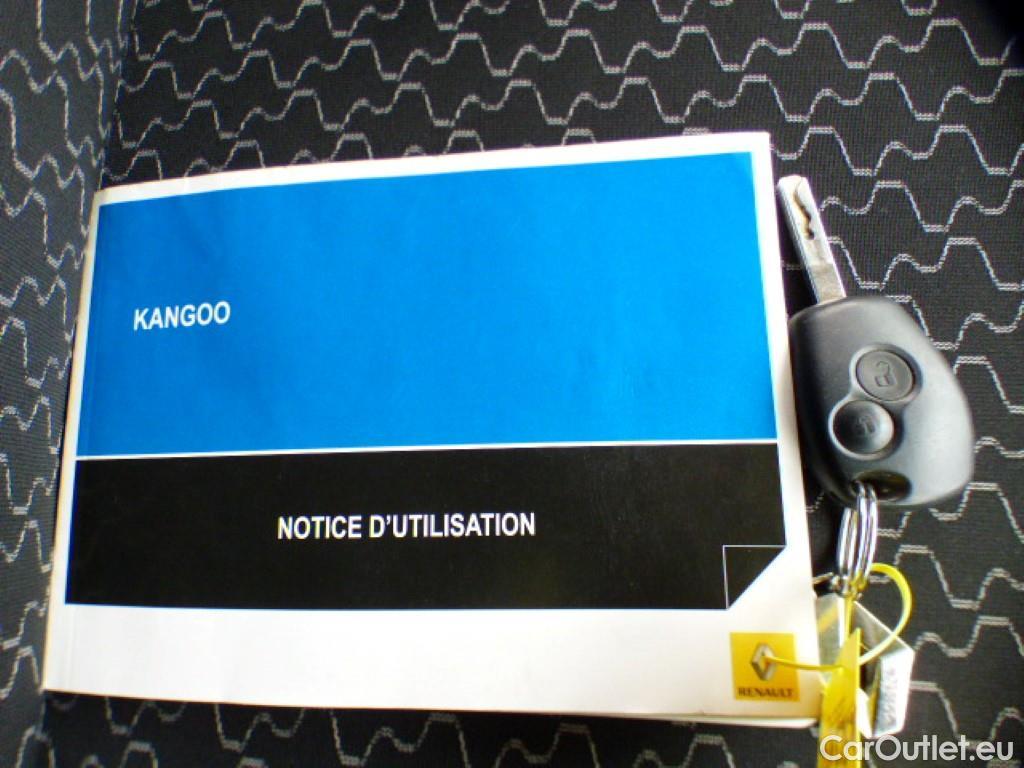 KANGOO
NOTICE D'UTILISATION
RENAULT
CarOutlet.eu